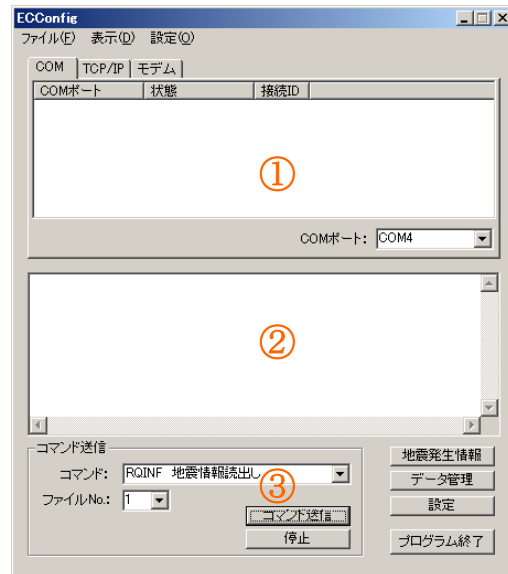 ECConfig
ファイル(F) 表示(D) 設定(O)
COM TCP/IP モデム
COMポート 状態 接続ID
①
COMポート: COM4
②
コマンド送信
コマンド: RQINF 地震情報読出し
ファイルNo.: 1
③
コマンド送信
停止
地震発生情報
データ管理
設定
プログラム終了